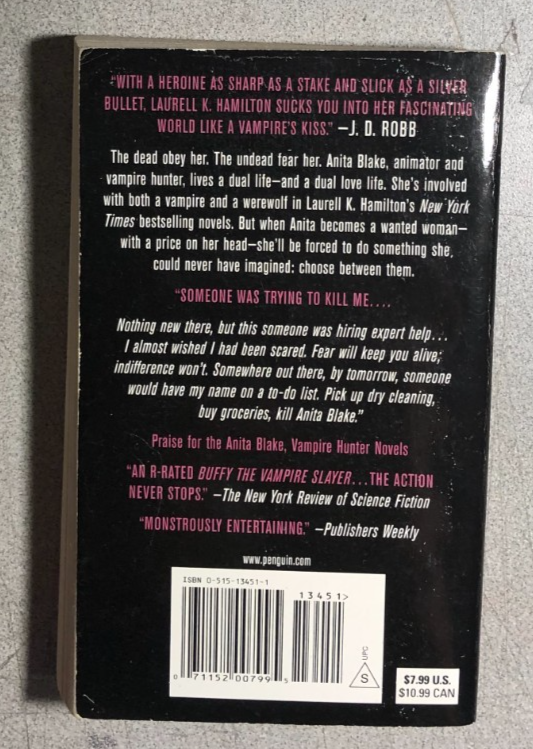 "WITH A HEROINE AS SHARP AS A STAKE AND SLICK AS A SILVER
BULLET, LAURELL K. HAMILTON SUCKS YOU INTO HER FASCINATING
WORLD LIKE A VAMPIRE'S KISS." —J. D. ROBB
The dead obey her. The undead fear her. Anita Blake, animator and
vampire hunter, lives a dual life—and a dual love life. She's involved
with both a vampire and a werewolf in Laurell K. Hamilton's New York
Times bestselling novels. But when Anita becomes a wanted woman—
with a price on her head—she'll be forced to do something she
could never have imagined: choose between them.
"SOMEONE WAS TRYING TO KILL ME....
Nothing new there, but this someone was hiring expert help...
I almost wished I had been scared. Fear will keep you alive;
indifference won't. Somewhere out there, by tomorrow, someone
would have my name on a to-do list. Pick up dry cleaning,
buy groceries, kill Anita Blake."
Praise for the Anita Blake, Vampire Hunter Novels
"AN R-RATED BUFFY THE VAMPIRE SLAYER...THE ACTION
NEVER STOPS." —The New York Review of Science Fiction
"MONSTROUSLY ENTERTAINING." —Publishers Weekly
www.penguin.com
ISBN 0-515-13451-1
13451>
0 71152 00799 5
UPC
S
$7.99 U.S.
$10.99 CAN